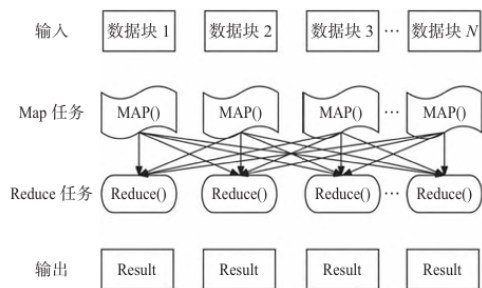 输入 数据块 1 数据块 2 数据块 3 … 数据块 N
Map 任务 MAP() MAP() MAP() … MAP()
Reduce 任务 Reduce() Reduce() Reduce() … Reduce()
输出 Result Result Result Result